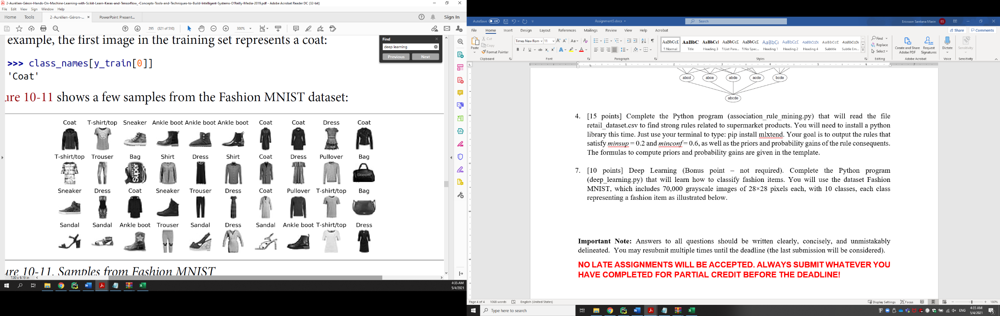 2-Aurélien-Géron-Hands-On-Machine-Learning-with-Scikit-Learn-Keras-and-Tensorflow_-Concepts-Tools-and-Techniques-to-Build-Intelligent-Systems-O'Reilly-Media-2019.pdf - Adobe Acrobat Reader DC (32-bit)
File Edit View Sign Window Help
Home Tools 2-Aurélien-Géron-... × PowerPoint Present... Sign In
295 (321 of 510) 300%
example, the first image in the training set represents a coat:
Find
deep learning
Previous Next
>>> class_names[y_train[0]]
'Coat'
ure 10-11 shows a few samples from the Fashion MNIST dataset:
Coat T-shirt/top Sneaker Ankle boot Ankle boot Ankle boot Coat Coat Dress Coat
T-shirt/top Trouser Bag Shirt Dress Shirt Coat Dress Pullover Bag
Super
Sneaker Dress Coat Sneaker Trouser Dress Coat Pullover T-shirt/top Bag
Sandal Sandal Ankle boot Trouser Sandal Dress Sandal Ankle boot T-shirt/top Dress
ure 10-11. Samples from Fashion MNIST
7.00 x 9.19 in
4:35 AM
5/4/2021
AutoSave Off Assignment5.docx Search Ericsson Santana Marin ES
File Home Insert Design Layout References Mailings Review View Help Acrobat Share Comments
Paste
Cut
Copy
Format Painter
Clipboard
Times New Rom 11
Font
Paragraph
AaBbCcE AaBbC AaBbCcI AaBbCcE AaBbCcE AaBbC( AaBbCcE AaBbCcDc AaBbCcE AaBbCcDc
¶ Normal Title Heading 3 ¶ List Para... ¶ No Spac... Heading 1 Heading 2 Heading 4 Subtitle Subtle Em...
Styles
Find
Replace
Select
Editing
Create and Share Adobe PDF
Request Signatures
Adobe Acrobat
Dictate
Voice
Sensitivity
Sensitivity
abcd abce abde acde bcde
abcde
4. [15 points] Complete the Python program (association_rule_mining.py) that will read the file
retail_dataset.csv to find strong rules related to supermarket products. You will need to install a python
library this time. Just use your terminal to type: pip install mlxtend. Your goal is to output the rules that
satisfy minsup = 0.2 and minconf = 0.6, as well as the priors and probability gains of the rule consequents.
The formulas to compute priors and probability gains are given in the template.
7. [10 points] Deep Learning (Bonus point – not required). Complete the Python program
(deep_learning.py) that will learn how to classify fashion items. You will use the dataset Fashion
MNIST, which includes 70,000 grayscale images of 28×28 pixels each, with 10 classes, each class
representing a fashion item as illustrated below.
Important Note: Answers to all questions should be written clearly, concisely, and unmistakably
delineated. You may resubmit multiple times until the deadline (the last submission will be considered).
NO LATE ASSIGNMENTS WILL BE ACCEPTED. ALWAYS SUBMIT WHATEVER YOU
HAVE COMPLETED FOR PARTIAL CREDIT BEFORE THE DEADLINE!
Page 4 of 4 1068 words English (United States) Display Settings Focus 180%
Type here to search
ENG 4:35 AM
5/4/2021